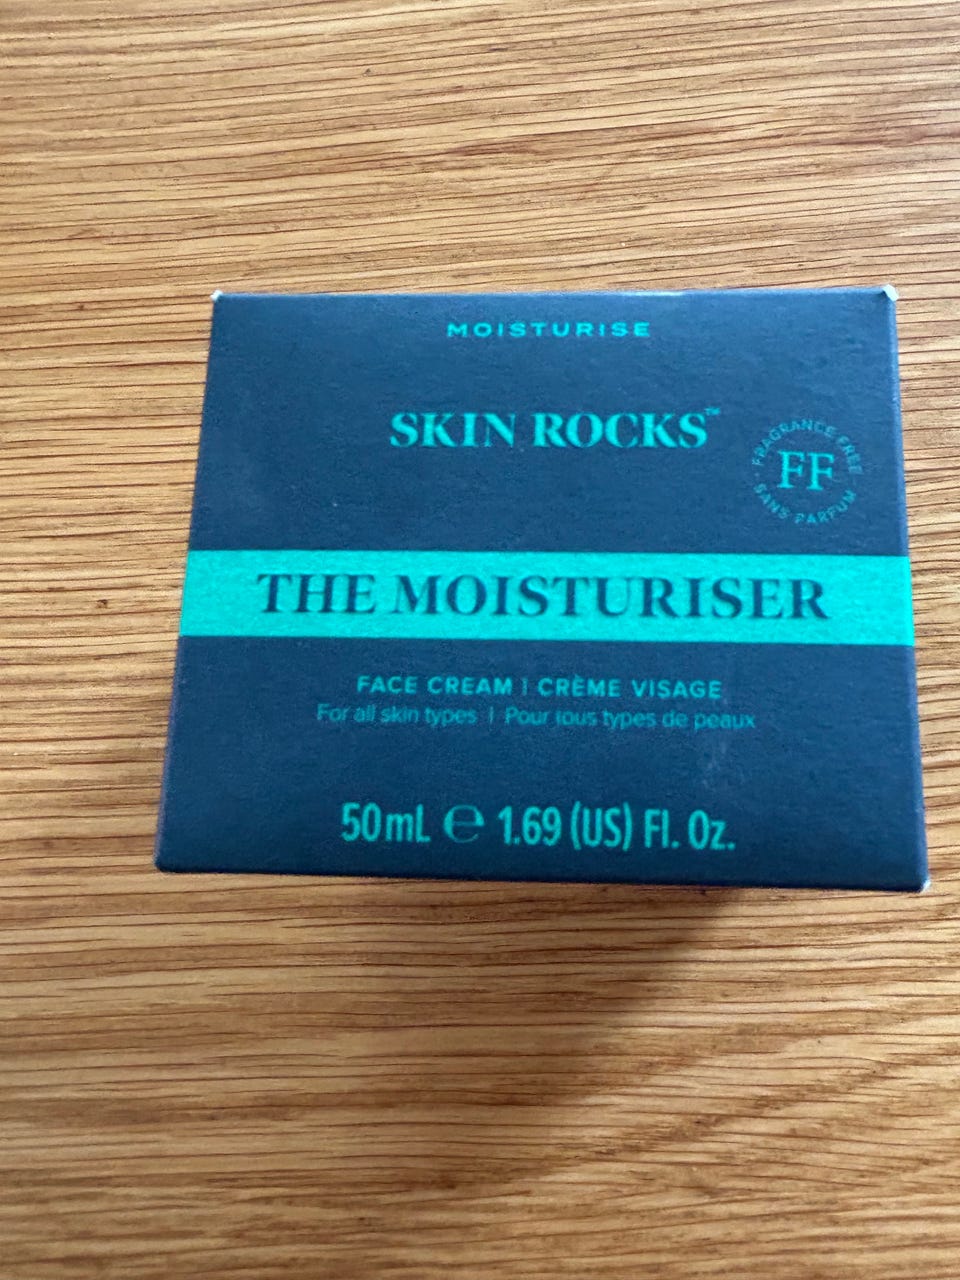 MOISTURISE
SKIN ROCKS™
FRAGRANCE FREE
FF
SANS PARFUM
THE MOISTURISER
FACE CREAM | CRÈME VISAGE
For all skin types | Pour tous types de peaux
50mL ℮ 1.69 (US) Fl. Oz.